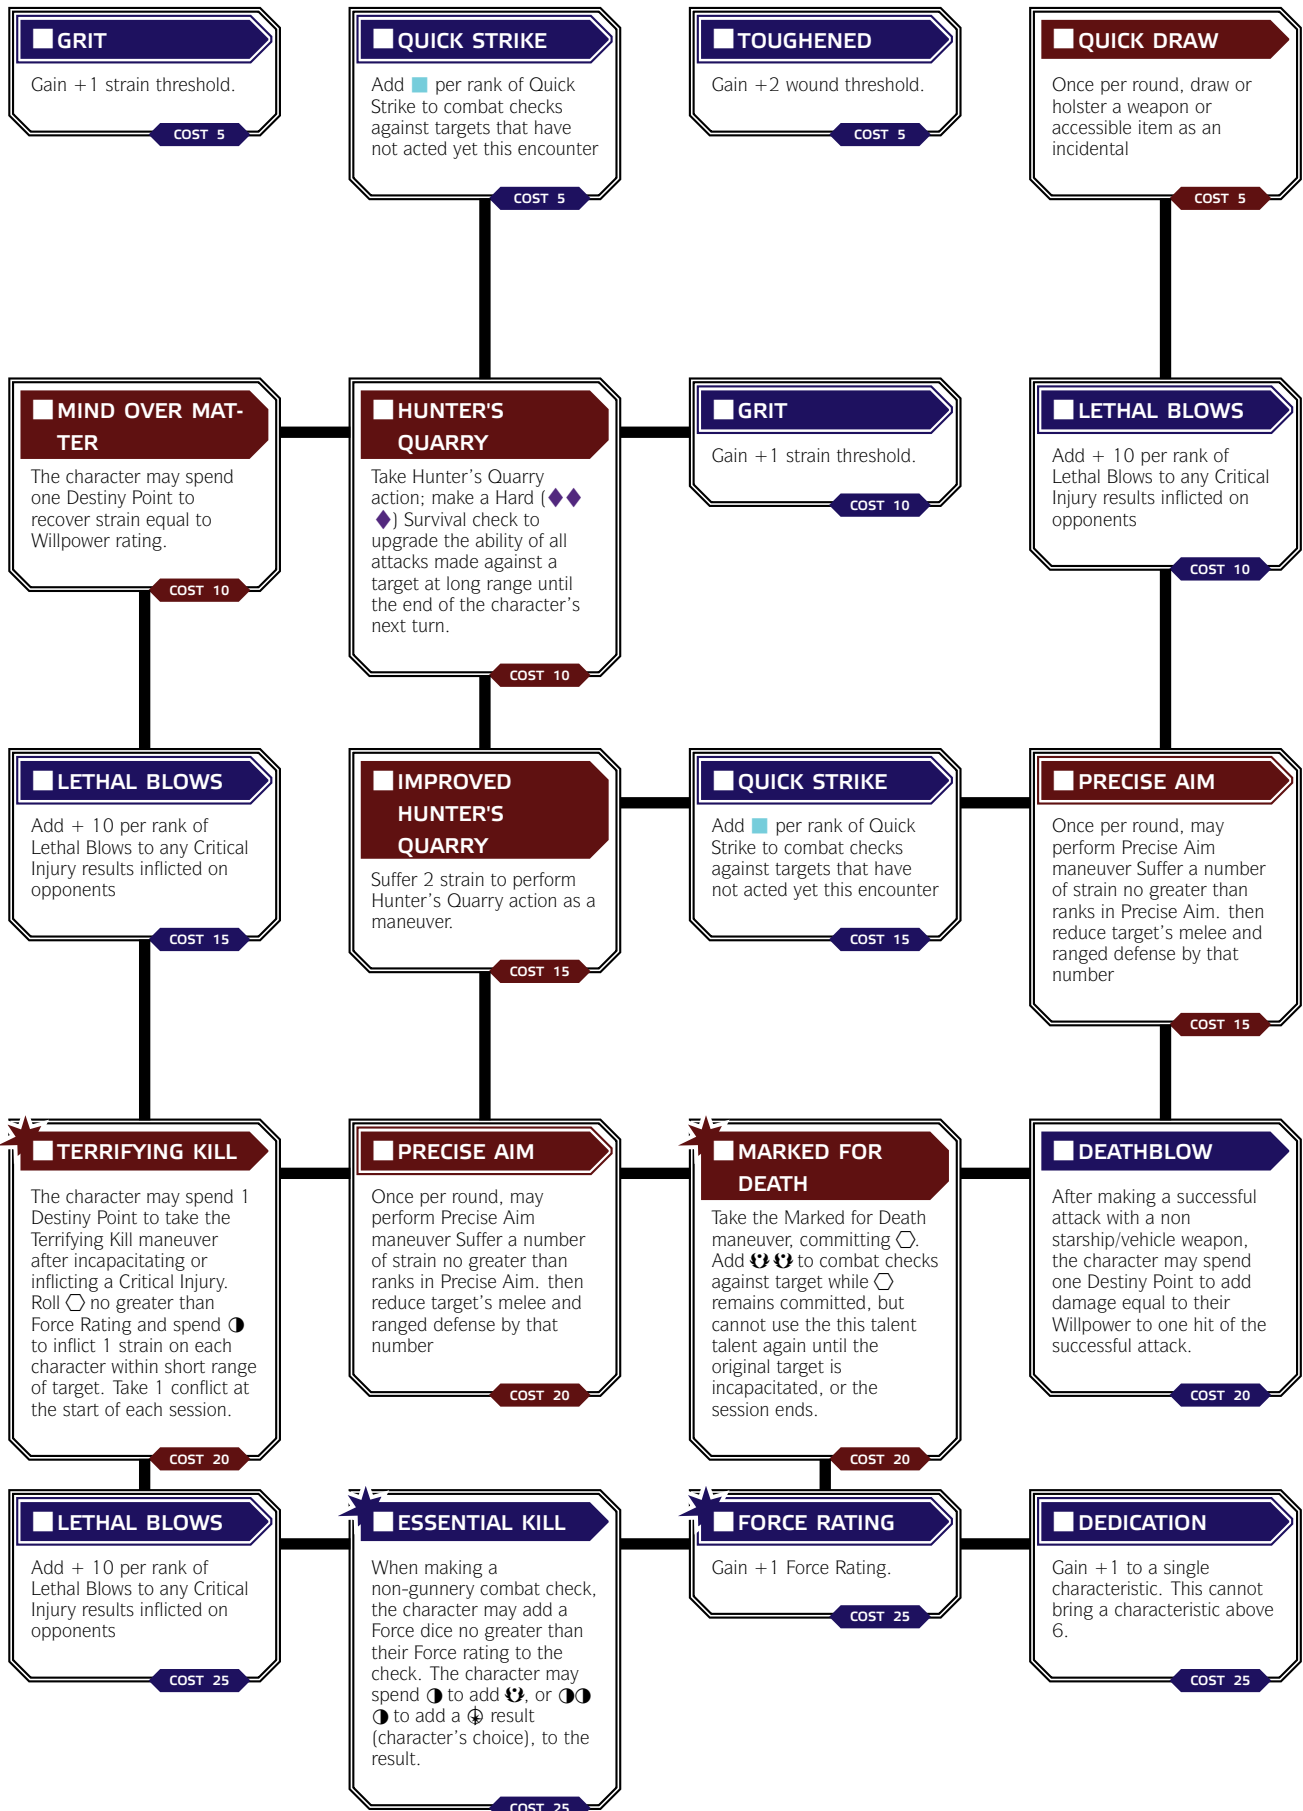 GRIT
Gain +1 strain threshold.
COST 5
QUICK STRIKE
Add per rank of Quick
Strike to combat checks
against targets that have
not acted yet this encounter
COST 5
TOUGHENED
Gain +2 wound threshold.
COST 5
QUICK DRAW
Once per round, draw or
holster a weapon or
accessible item as an
incidental
COST 5
MIND OVER MAT-
TER
The character may spend
one Destiny Point to
recover strain equal to
Willpower rating.
COST 10
HUNTER'S
QUARRY
Take Hunter's Quarry
action; make a Hard (◆◆
◆) Survival check to
upgrade the ability of all
attacks made against a
target at long range until
the end of the character's
next turn.
COST 10
GRIT
Gain +1 strain threshold.
COST 10
LETHAL BLOWS
Add + 10 per rank of
Lethal Blows to any Critical
Injury results inflicted on
opponents
COST 10
LETHAL BLOWS
Add + 10 per rank of
Lethal Blows to any Critical
Injury results inflicted on
opponents
COST 15
IMPROVED
HUNTER'S
QUARRY
Suffer 2 strain to perform
Hunter's Quarry action as a
maneuver.
COST 15
QUICK STRIKE
Add per rank of Quick
Strike to combat checks
against targets that have
not acted yet this encounter
COST 15
PRECISE AIM
Once per round, may
perform Precise Aim
maneuver Suffer a number
of strain no greater than
ranks in Precise Aim. then
reduce target's melee and
ranged defense by that
number
COST 15
TERRIFYING KILL
The character may spend 1
Destiny Point to take the
Terrifying Kill maneuver
after incapacitating or
inflicting a Critical Injury.
Roll no greater than
Force Rating and spend
to inflict 1 strain on each
character within short range
of target. Take 1 conflict at
the start of each session.
COST 20
PRECISE AIM
Once per round, may
perform Precise Aim
maneuver Suffer a number
of strain no greater than
ranks in Precise Aim. then
reduce target's melee and
ranged defense by that
number
COST 20
MARKED FOR
DEATH
Take the Marked for Death
maneuver, committing .
Add to combat checks
against target while
remains committed, but
cannot use the this talent
talent again until the
original target is
incapacitated, or the
session ends.
COST 20
DEATHBLOW
After making a successful
attack with a non
starship/vehicle weapon,
the character may spend
one Destiny Point to add
damage equal to their
Willpower to one hit of the
successful attack.
COST 20
LETHAL BLOWS
Add + 10 per rank of
Lethal Blows to any Critical
Injury results inflicted on
opponents
COST 25
ESSENTIAL KILL
When making a
non-gunnery combat check,
the character may add a
Force dice no greater than
their Force rating to the
check. The character may
spend to add , or
to add a result
(character's choice), to the
result.
COST 25
FORCE RATING
Gain +1 Force Rating.
COST 25
DEDICATION
Gain +1 to a single
characteristic. This cannot
bring a characteristic above
6.
COST 25